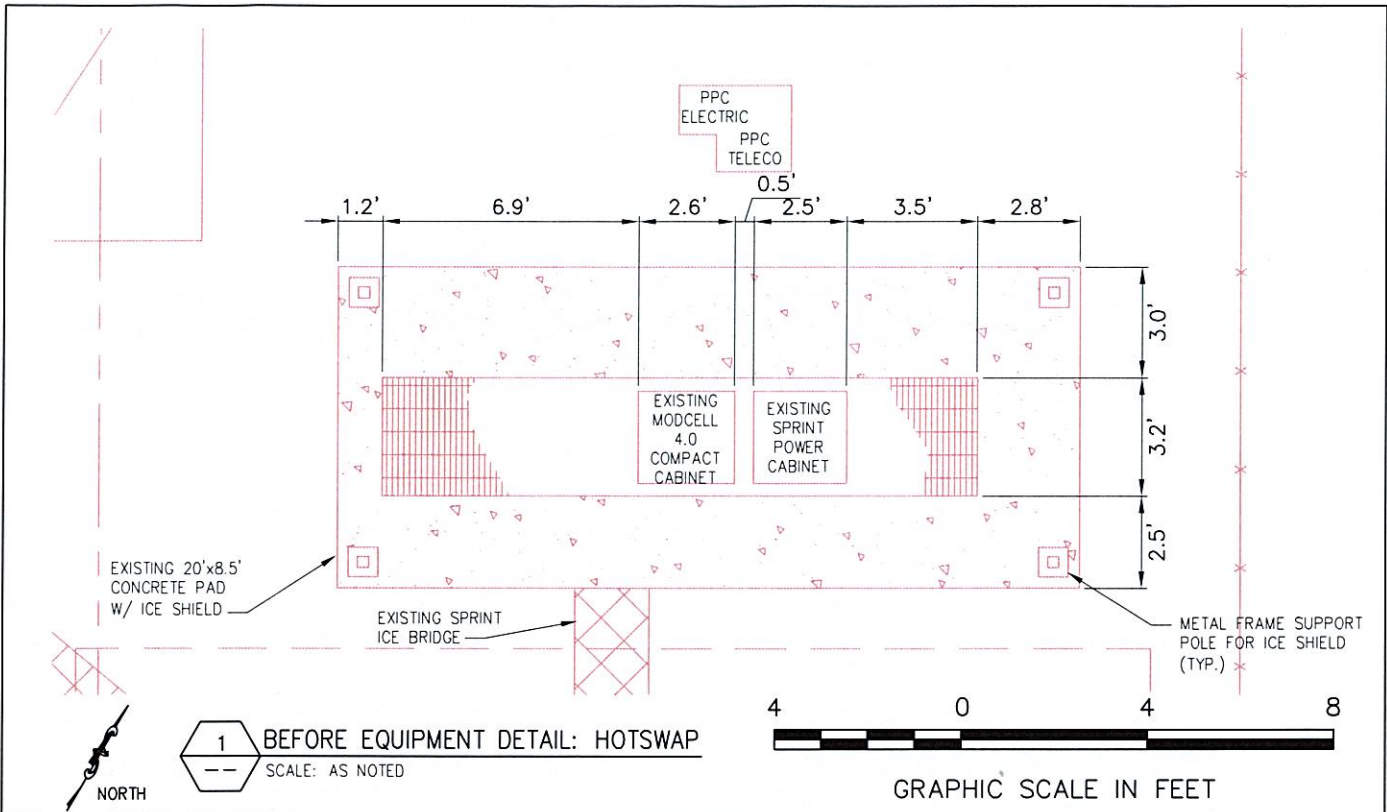 PPC
ELECTRIC
PPC
TELECO
0.5'
1.2'
6.9'
2.6'
2.5'
3.5'
2.8'
3.0'
3.2'
2.5'
EXISTING
MODCELL
4.0
COMPACT
CABINET
EXISTING
SPRINT
POWER
CABINET
EXISTING 20'x8.5'
CONCRETE PAD
W/ ICE SHIELD
EXISTING SPRINT
ICE BRIDGE
METAL FRAME SUPPORT
POLE FOR ICE SHIELD
(TYP.)
NORTH
1
--
BEFORE EQUIPMENT DETAIL: HOTSWAP
SCALE: AS NOTED
4 0 4 8
GRAPHIC SCALE IN FEET